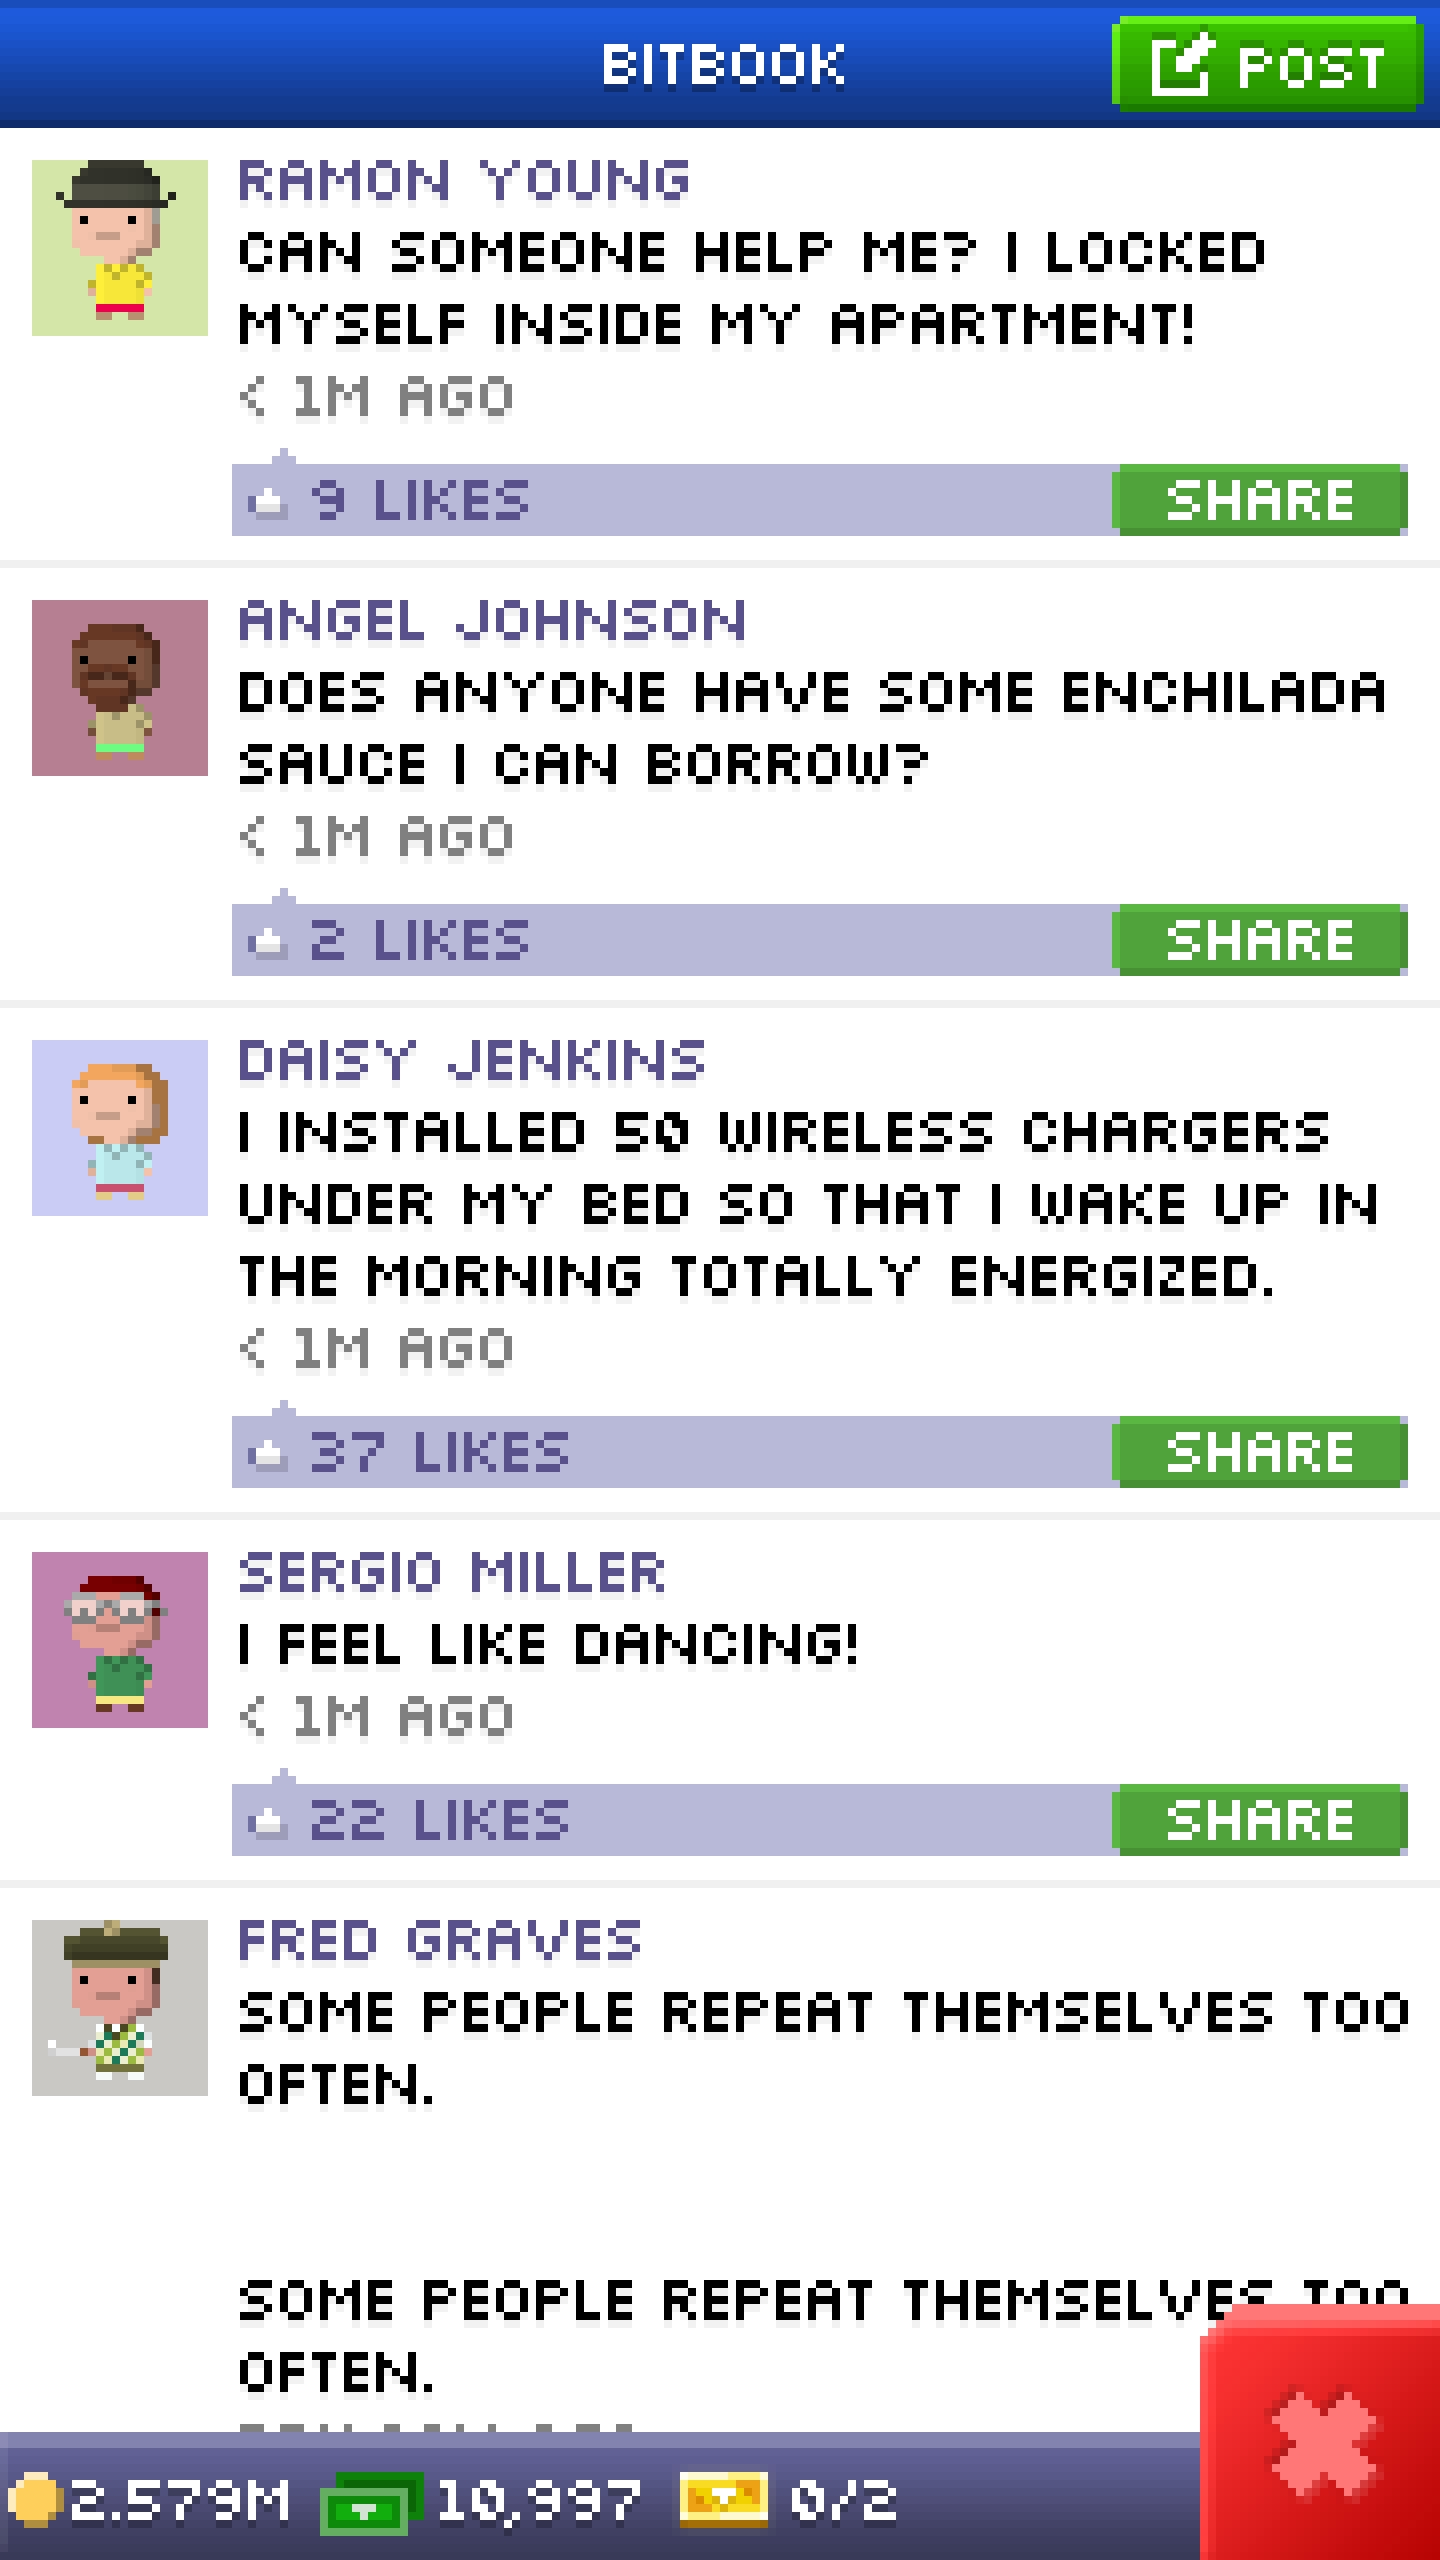 BITBOOK
POST
RAMON YOUNG
CAN SOMEONE HELP ME? I LOCKED
MYSELF INSIDE MY APARTMENT!
< 1M AGO
9 LIKES
SHARE
ANGEL JOHNSON
DOES ANYONE HAVE SOME ENCHILADA
SAUCE I CAN BORROW?
< 1M AGO
2 LIKES
SHARE
DAISY JENKINS
I INSTALLED 50 WIRELESS CHARGERS
UNDER MY BED SO THAT I WAKE UP IN
THE MORNING TOTALLY ENERGIZED.
< 1M AGO
37 LIKES
SHARE
SERGIO MILLER
I FEEL LIKE DANCING!
< 1M AGO
22 LIKES
SHARE
FRED GRAVES
SOME PEOPLE REPEAT THEMSELVES TOO
OFTEN.
SOME PEOPLE REPEAT THEMSELVES TOO
OFTEN.
2.579M
10,997
0/2